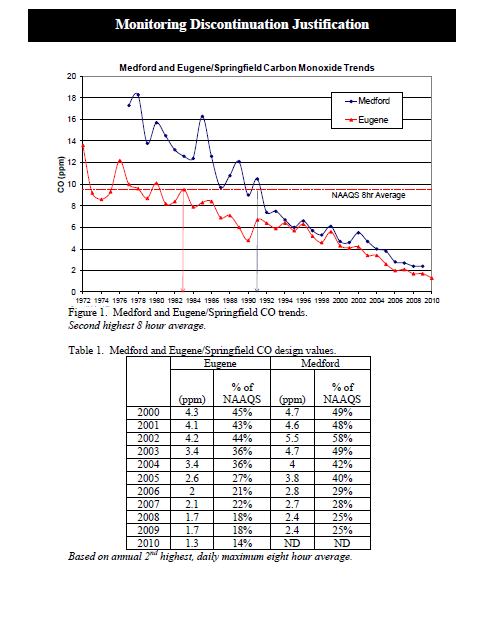 Monitoring Discontinuation Justification
Medford and Eugene/Springfield Carbon Monoxide Trends
20
18
16
14
12
10
8
6
4
2
0
CO (ppm)
Medford
Eugene
NAAQS 8hr Average
1972 1974 1976 1978 1980 1982 1984 1986 1988 1990 1992 1994 1996 1998 2000 2002 2004 2006 2008 2010
Figure 1. Medford and Eugene/Springfield CO trends.
Second highest 8 hour average.
Table 1. Medford and Eugene/Springfield CO design values.
Eugene Medford
(ppm) % of NAAQS (ppm) % of NAAQS
2000 4.3 45% 4.7 49%
2001 4.1 43% 4.6 48%
2002 4.2 44% 5.5 58%
2003 3.4 36% 4.7 49%
2004 3.4 36% 4 42%
2005 2.6 27% 3.8 40%
2006 2 21% 2.8 29%
2007 2.1 22% 2.7 28%
2008 1.7 18% 2.4 25%
2009 1.7 18% 2.4 25%
2010 1.3 14% ND ND
Based on annual 2nd highest, daily maximum eight hour average.